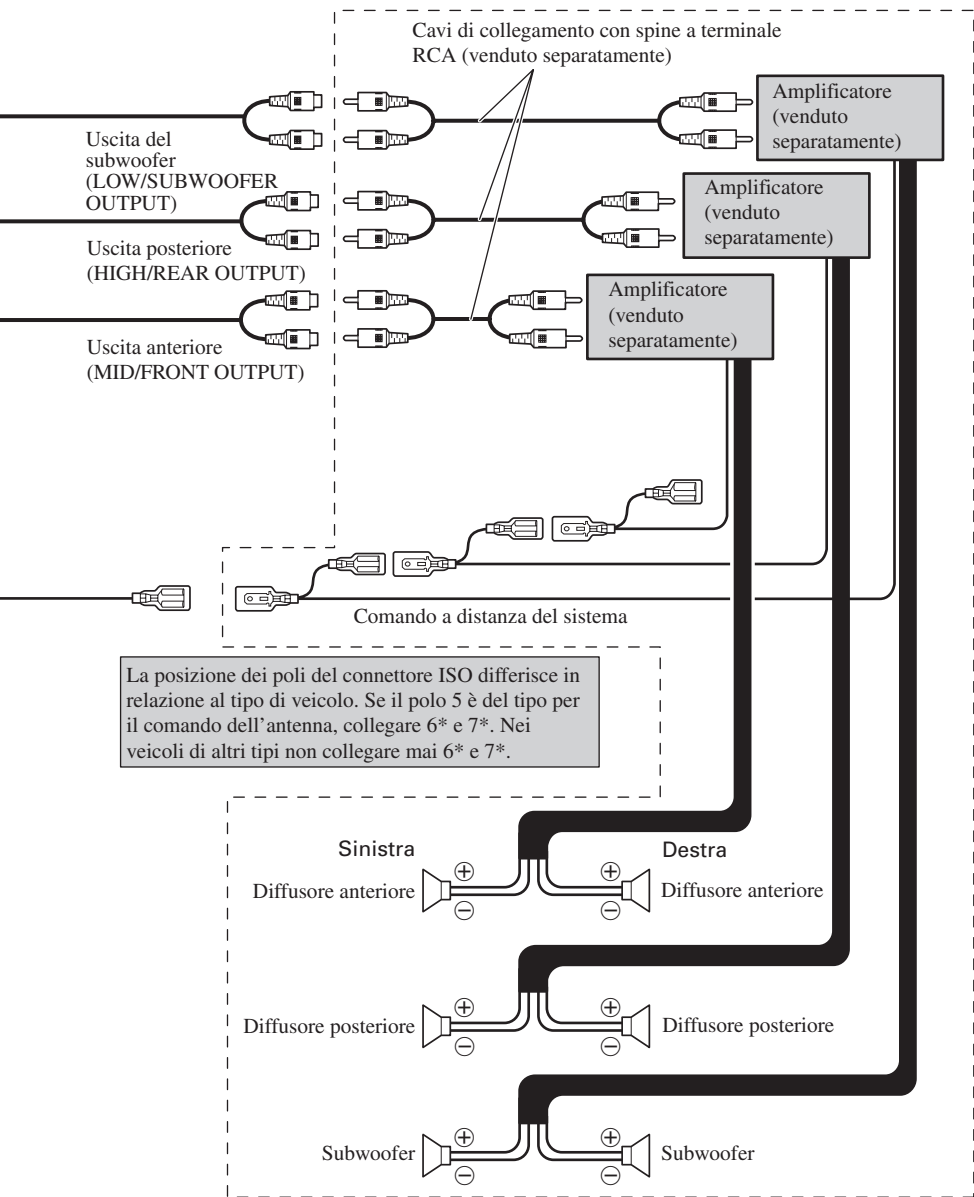 Cavi di collegamento con spine a terminale
RCA (venduto separatamente)
Amplificatore
(venduto
separatamente)
Uscita del
subwoofer
(LOW/SUBWOOFER
OUTPUT)
Amplificatore
(venduto
separatamente)
Uscita posteriore
(HIGH/REAR OUTPUT)
Amplificatore
(venduto
separatamente)
Uscita anteriore
(MID/FRONT OUTPUT)
Comando a distanza del sistema
La posizione dei poli del connettore ISO differisce in
relazione al tipo di veicolo. Se il polo 5 è del tipo per
il comando dell’antenna, collegare 6* e 7*. Nei
veicoli di altri tipi non collegare mai 6* e 7*.
Sinistra
Destra
Diffusore anteriore
+
−
+
−
Diffusore anteriore
Diffusore posteriore
+
−
+
−
Diffusore posteriore
Subwoofer
+
−
+
−
Subwoofer